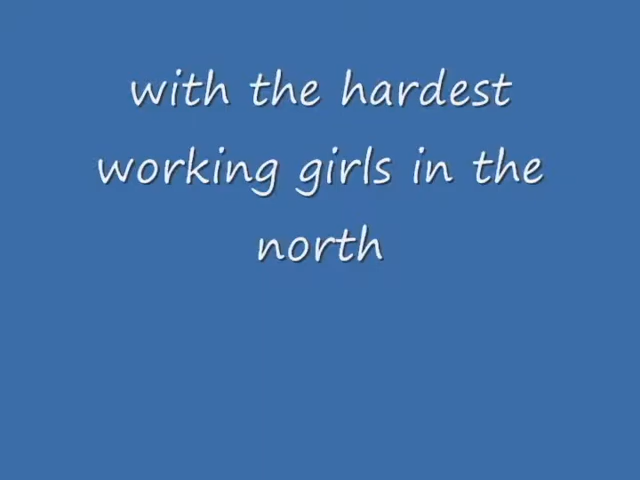 with the hardest
working girls in the
north